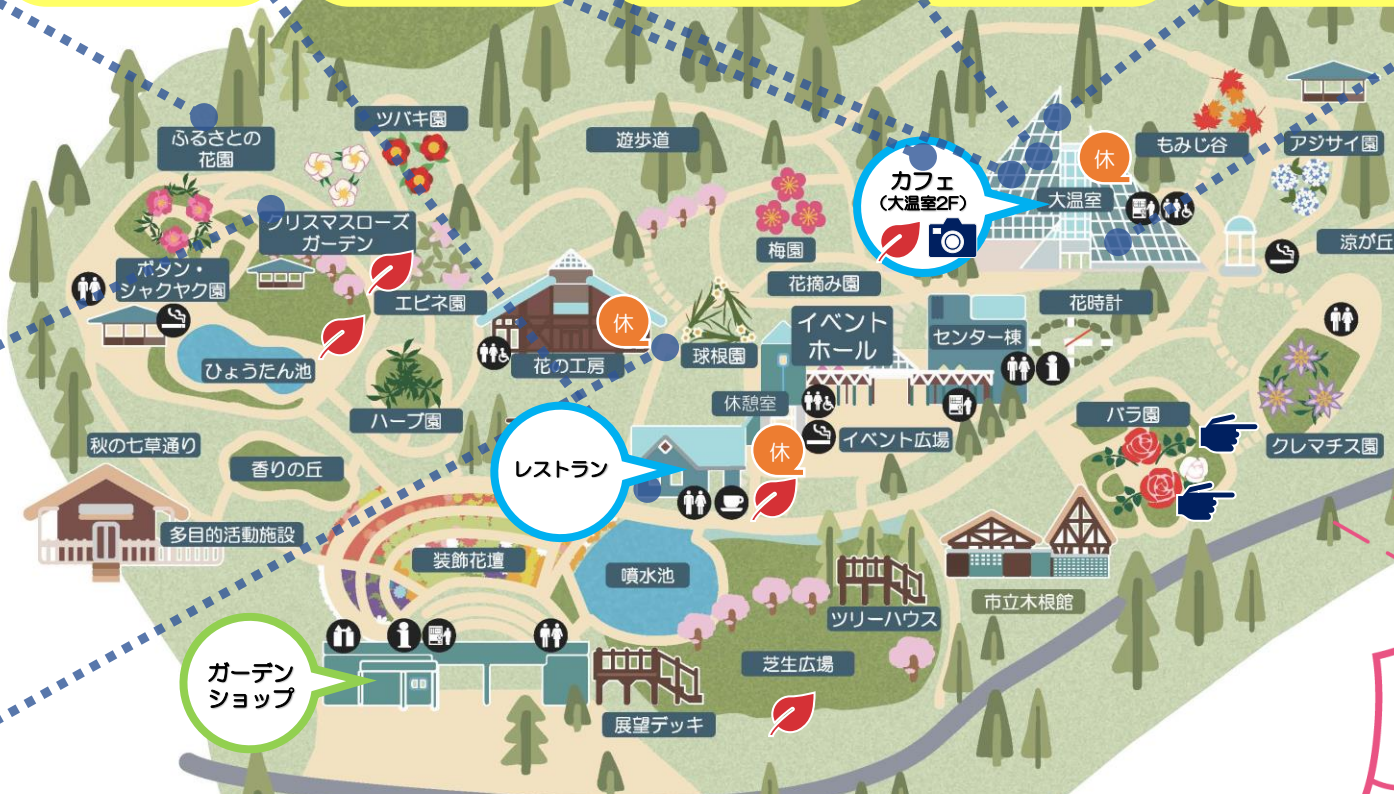 ツバキ園
ふるさとの
花園
遊歩道
もみじ谷
アジサイ園
休
カフェ
(大温室2F)
大温室
クリスマスローズ
ガーデン
梅園
涼が丘
ボタン・
シャクヤク園
エビネ園
花摘み園
花時計
休
イベント
ホール
センター棟
ひょうたん池
花の工房
球根園
ハーブ園
休憩室
バラ園
秋の七草通り
香りの丘
レストラン
休
イベント広場
クレマチス園
多目的活動施設
装飾花壇
噴水池
市立木根館
ツリーハウス
ガーデン
ショップ
芝生広場
展望デッキ